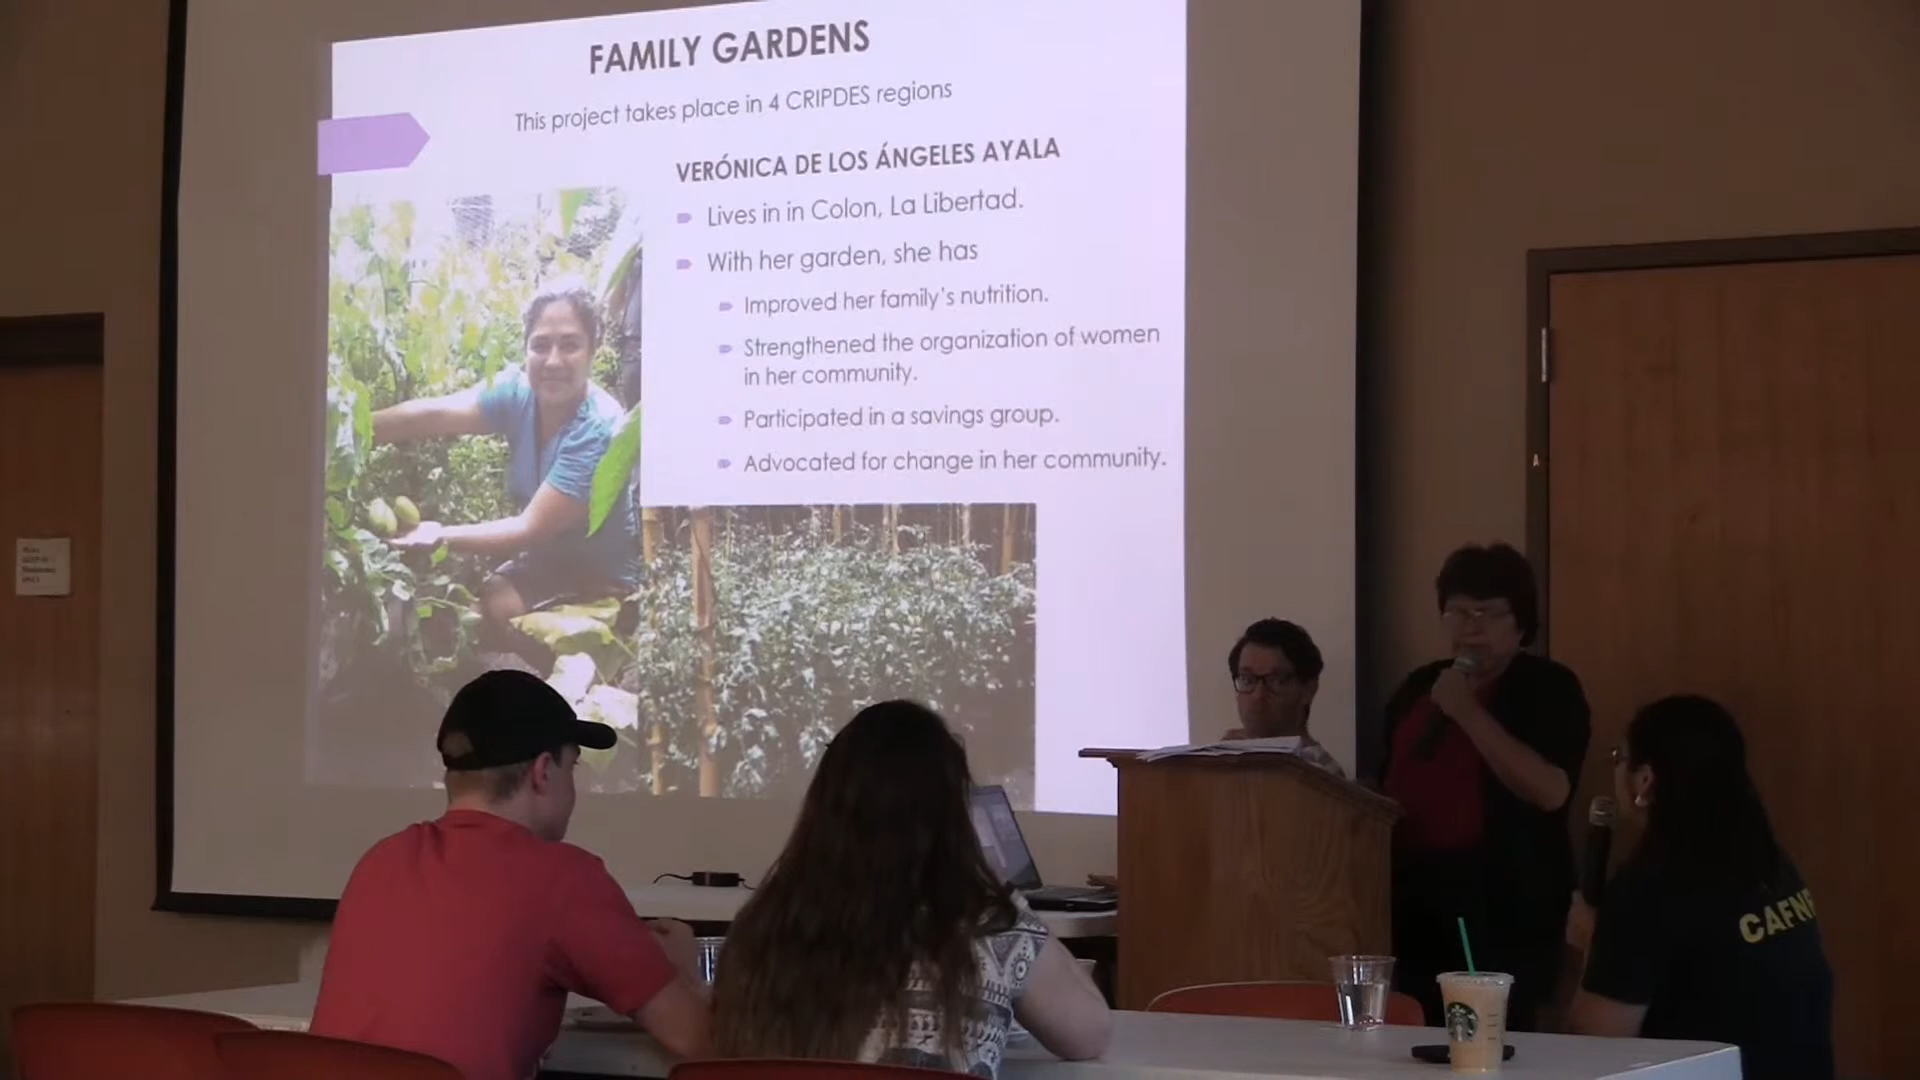 FAMILY GARDENS
This project takes place in 4 CRIPDES regions
VERÓNICA DE LOS ÁNGELES AYALA
Lives in in Colon, La Libertad.
With her garden, she has
Improved her family's nutrition.
Strengthened the organization of women
in her community.
Participated in a savings group.
Advocated for change in her community.
A